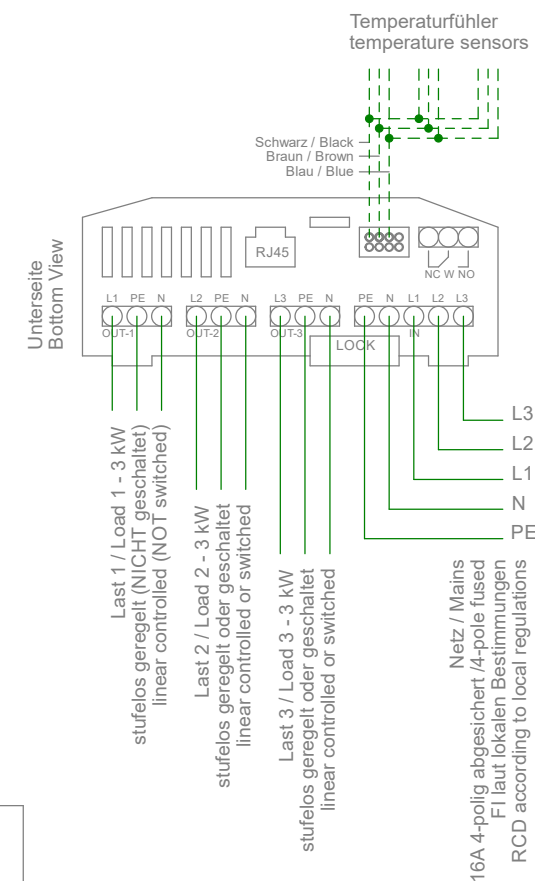 Temperaturfühler
temperature sensors
Schwarz / Black
Braun / Brown
Blau / Blue
Unterseite
Bottom View
RJ45
NC W NO
L1 PE N
L2 PE N
L3 PE N
PE N L1 L2 L3
OUT-1
OUT-2
OUT-3
IN
LOCK
L3
L2
L1
N
PE
Last 1 / Load 1 - 3 kW
stufelos geregelt (NICHT geschaltet)
linear controlled (NOT switched)
Last 2 / Load 2 - 3 kW
stufelos geregelt oder geschaltet
linear controlled or switched
Last 3 / Load 3 - 3 kW
stufelos geregelt oder geschaltet
linear controlled or switched
Netz / Mains
16A 4-polig abgesichert /4-pole fused
FI laut lokalen Bestimmungen
RCD according to local regulations